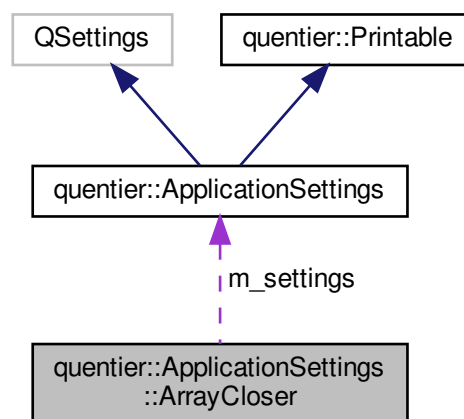 QSettings
quentier::Printable
quentier::ApplicationSettings
m_settings
quentier::ApplicationSettings
::ArrayCloser